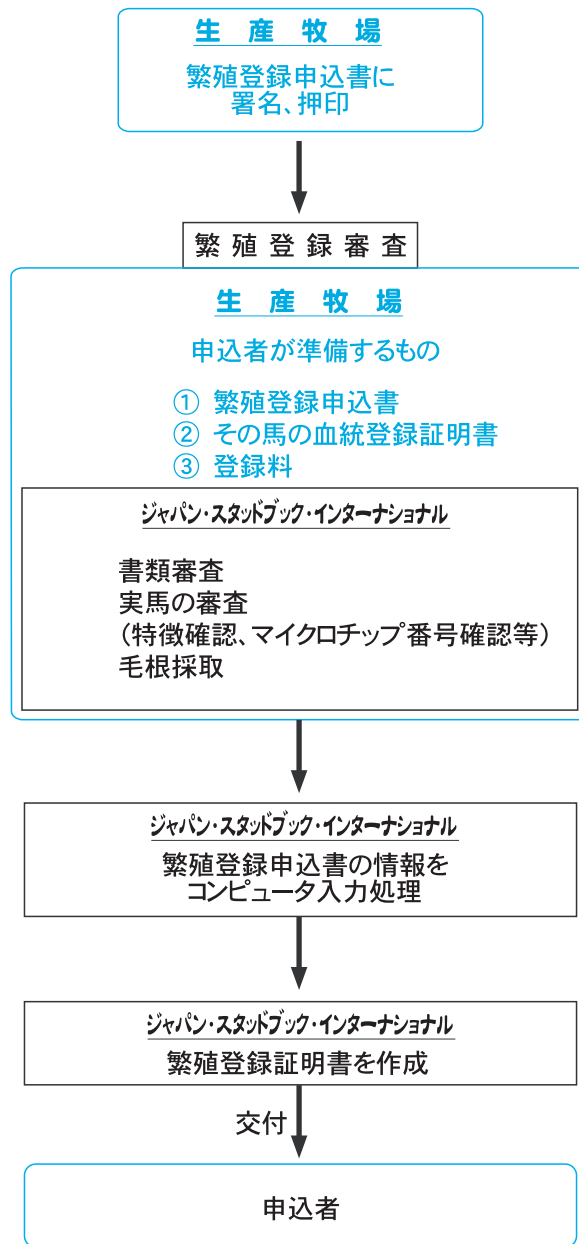 生産牧場
繁殖登録申込書に
署名、押印
繁殖登録審査
生産牧場
申込者が準備するもの
① 繁殖登録申込書
② その馬の血統登録証明書
③ 登録料
ジャパン・スタッドブック・インターナショナル
書類審査
実馬の審査
（特徴確認、マイクロチップ番号確認等）
毛根採取
ジャパン・スタッドブック・インターナショナル
繁殖登録申込書の情報を
コンピュータ入力処理
ジャパン・スタッドブック・インターナショナル
繁殖登録証明書を作成
交付
申込者